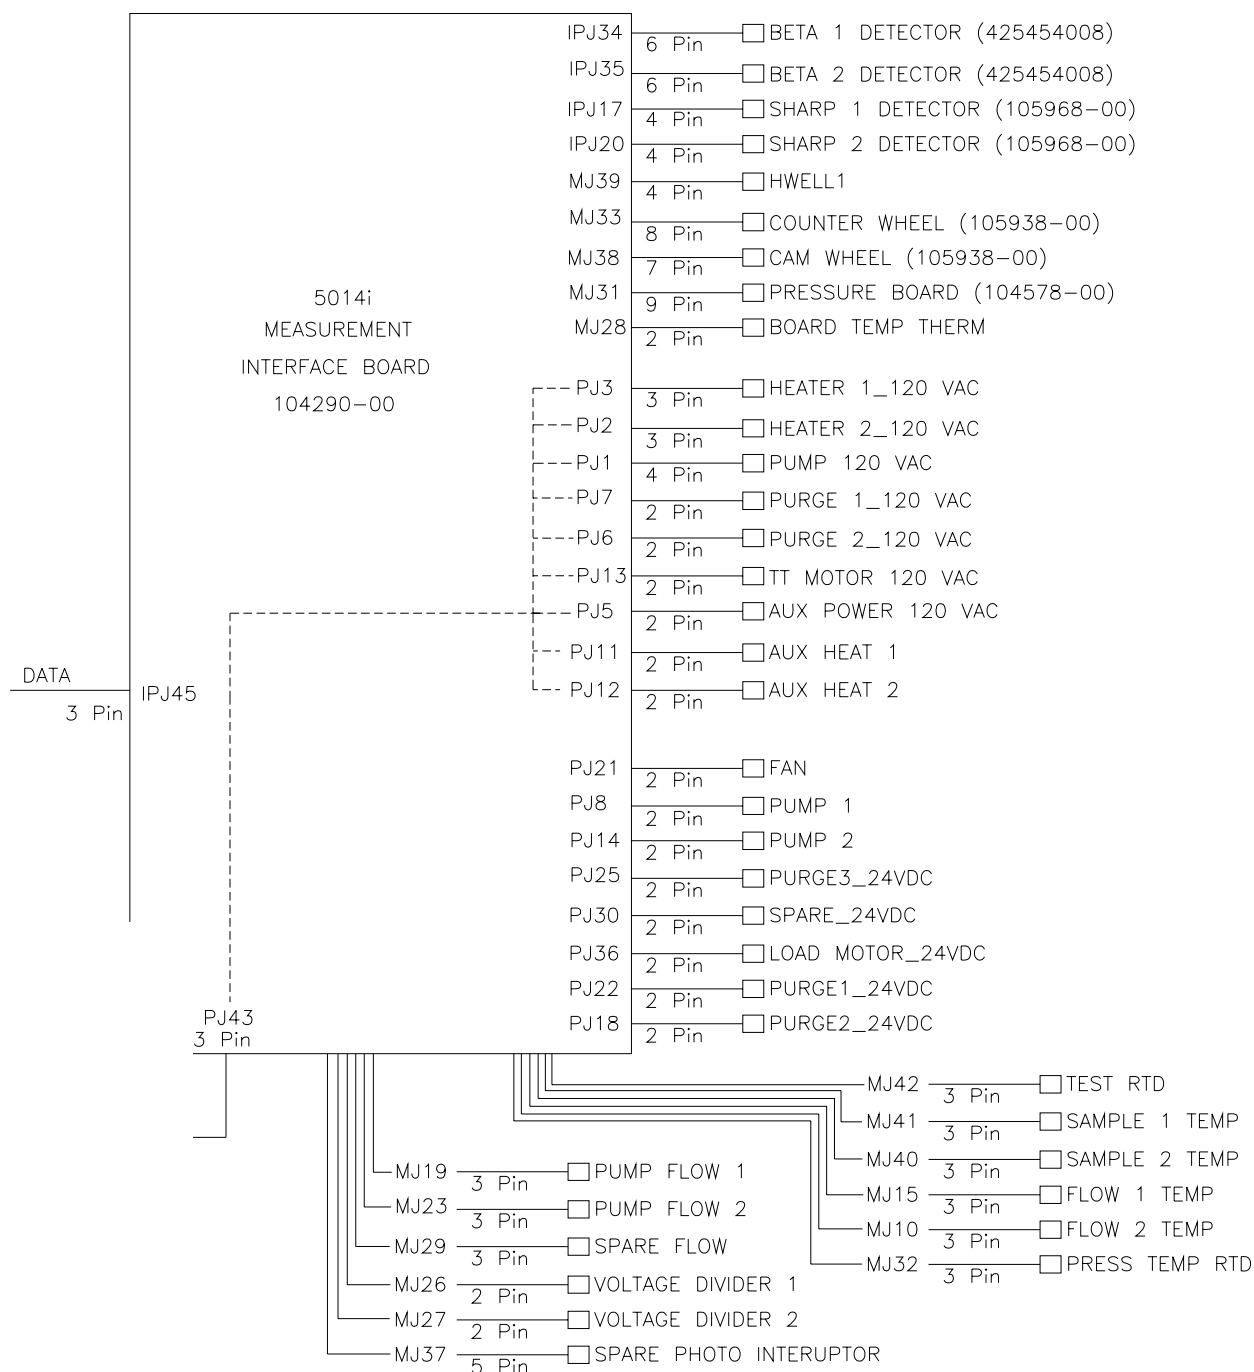 IPJ34 6 Pin BETA 1 DETECTOR (425454008)
IPJ35 6 Pin BETA 2 DETECTOR (425454008)
IPJ17 4 Pin SHARP 1 DETECTOR (105968-00)
IPJ20 4 Pin SHARP 2 DETECTOR (105968-00)
MJ39 4 Pin HWELL1
MJ33 8 Pin COUNTER WHEEL (105938-00)
MJ38 7 Pin CAM WHEEL (105938-00)
MJ31 9 Pin PRESSURE BOARD (104578-00)
MJ28 2 Pin BOARD TEMP THERM
5014i
MEASUREMENT
INTERFACE BOARD
104290-00
PJ3 3 Pin HEATER 1_120 VAC
PJ2 3 Pin HEATER 2_120 VAC
PJ1 4 Pin PUMP 120 VAC
PJ7 2 Pin PURGE 1_120 VAC
PJ6 2 Pin PURGE 2_120 VAC
PJ13 2 Pin TT MOTOR 120 VAC
PJ5 2 Pin AUX POWER 120 VAC
PJ11 2 Pin AUX HEAT 1
PJ12 2 Pin AUX HEAT 2
DATA
3 Pin IPJ45
PJ21 2 Pin FAN
PJ8 2 Pin PUMP 1
PJ14 2 Pin PUMP 2
PJ25 2 Pin PURGE3_24VDC
PJ30 2 Pin SPARE_24VDC
PJ36 2 Pin LOAD MOTOR_24VDC
PJ22 2 Pin PURGE1_24VDC
PJ18 2 Pin PURGE2_24VDC
PJ43
3 Pin
MJ42 3 Pin TEST RTD
MJ41 3 Pin SAMPLE 1 TEMP
MJ40 3 Pin SAMPLE 2 TEMP
MJ15 3 Pin FLOW 1 TEMP
MJ10 3 Pin FLOW 2 TEMP
MJ32 3 Pin PRESS TEMP RTD
MJ19 3 Pin PUMP FLOW 1
MJ23 3 Pin PUMP FLOW 2
MJ29 3 Pin SPARE FLOW
MJ26 2 Pin VOLTAGE DIVIDER 1
MJ27 2 Pin VOLTAGE DIVIDER 2
MJ37 5 Pin SPARE PHOTO INTERUPTOR